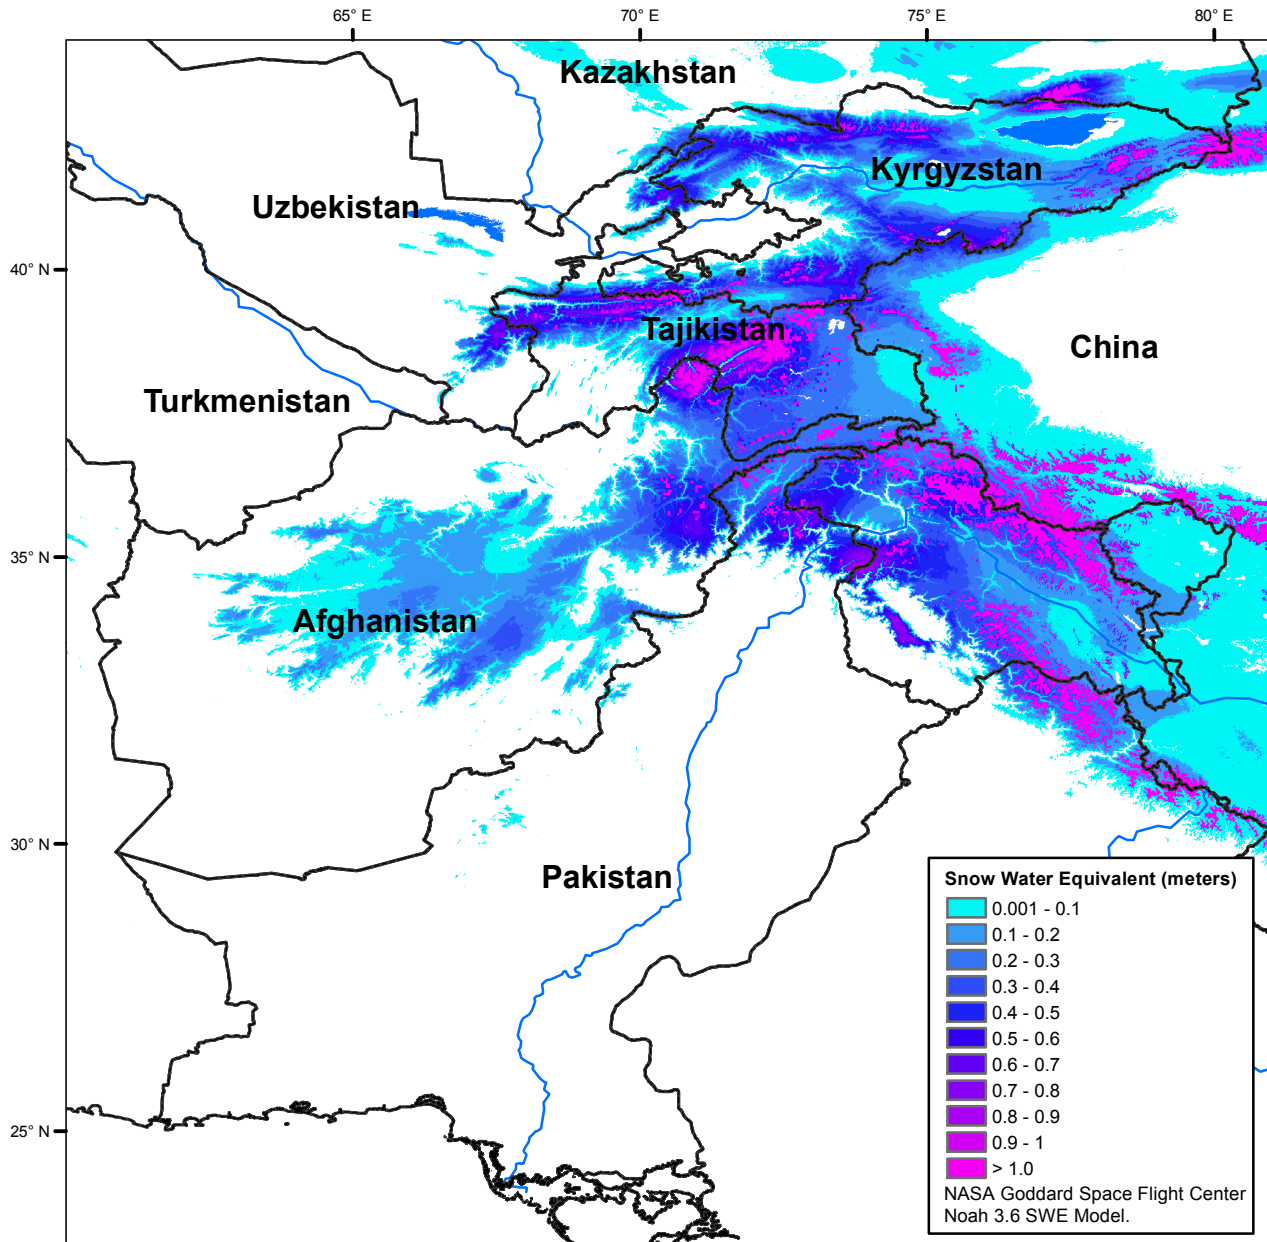 65° E
70° E
75° E
80° E
Kazakhstan
Kyrgyzstan
Uzbekistan
40° N
Tajikistan
China
Turkmenistan
35° N
Afghanistan
30° N
Pakistan
25° N
Snow Water Equivalent (meters)
0.001 - 0.1
0.1 - 0.2
0.2 - 0.3
0.3 - 0.4
0.4 - 0.5
0.5 - 0.6
0.6 - 0.7
0.7 - 0.8
0.8 - 0.9
0.9 - 1
> 1.0
NASA Goddard Space Flight Center
Noah 3.6 SWE Model.